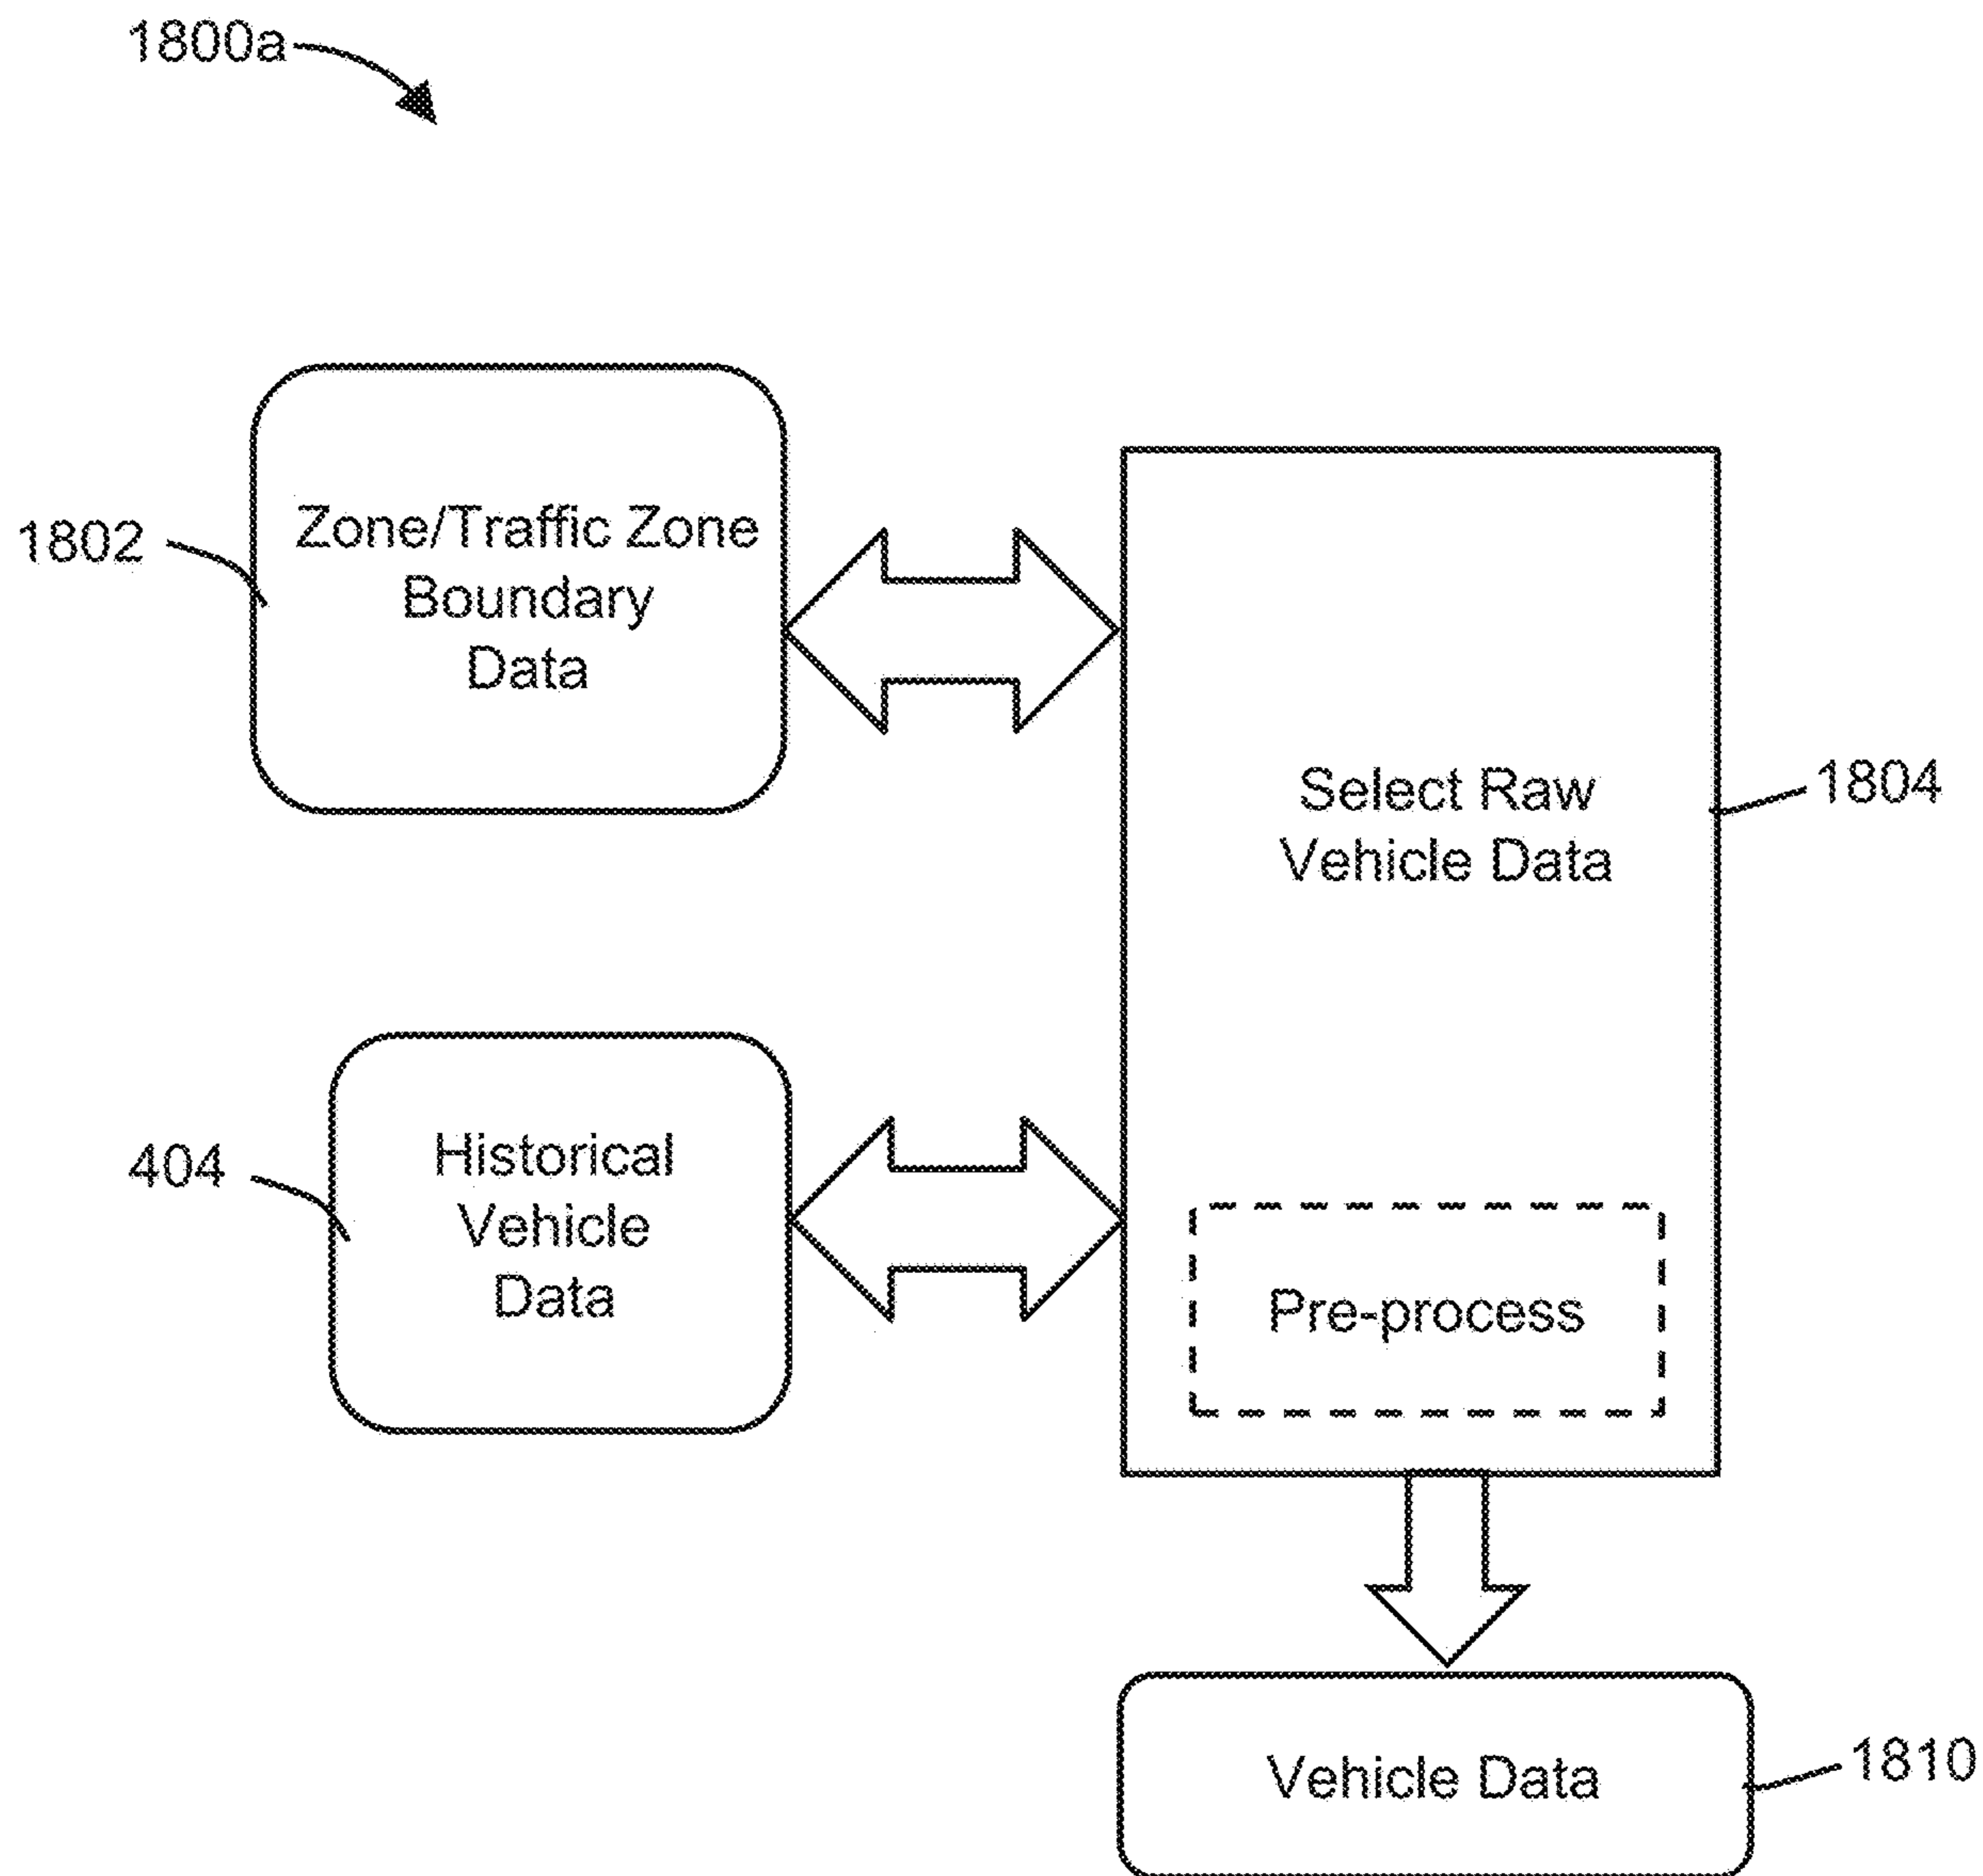 1800a
1802
Zone/Traffic Zone
Boundary
Data
Select Raw
Vehicle Data
1804
404
Historical
Vehicle
Data
Pre-process
Vehicle Data
1810